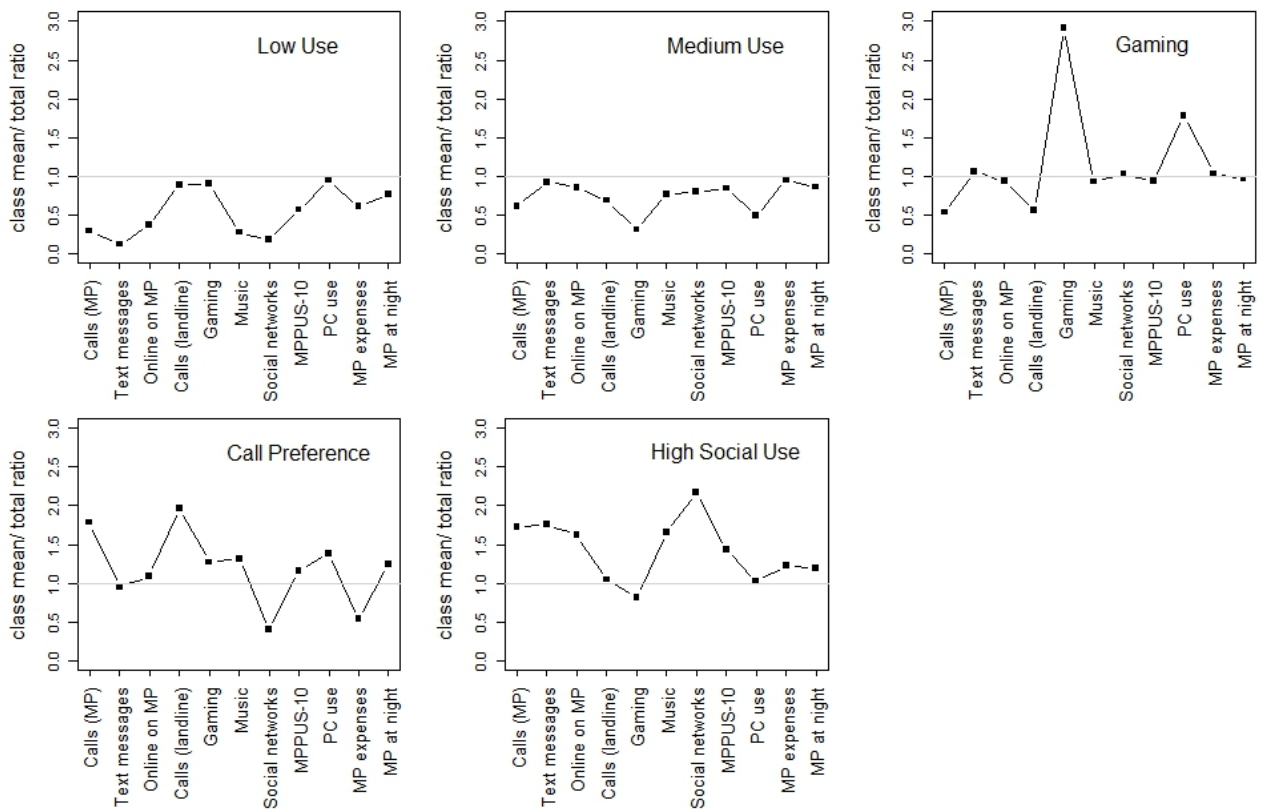 Low Use
class mean/ total ratio
3.0
2.5
2.0
1.5
1.0
0.5
0.0
Calls (MP)
Text messages
Online on MP
Calls (landline)
Gaming
Music
Social networks
MPPUS-10
PC use
MP expenses
MP at night
Medium Use
class mean/ total ratio
3.0
2.5
2.0
1.5
1.0
0.5
0.0
Calls (MP)
Text messages
Online on MP
Calls (landline)
Gaming
Music
Social networks
MPPUS-10
PC use
MP expenses
MP at night
Gaming
class mean/ total ratio
3.0
2.5
2.0
1.5
1.0
0.5
0.0
Calls (MP)
Text messages
Online on MP
Calls (landline)
Gaming
Music
Social networks
MPPUS-10
PC use
MP expenses
MP at night
Call Preference
class mean/ total ratio
3.0
2.5
2.0
1.5
1.0
0.5
0.0
Calls (MP)
Text messages
Online on MP
Calls (landline)
Gaming
Music
Social networks
MPPUS-10
PC use
MP expenses
MP at night
High Social Use
class mean/ total ratio
3.0
2.5
2.0
1.5
1.0
0.5
0.0
Calls (MP)
Text messages
Online on MP
Calls (landline)
Gaming
Music
Social networks
MPPUS-10
PC use
MP expenses
MP at night